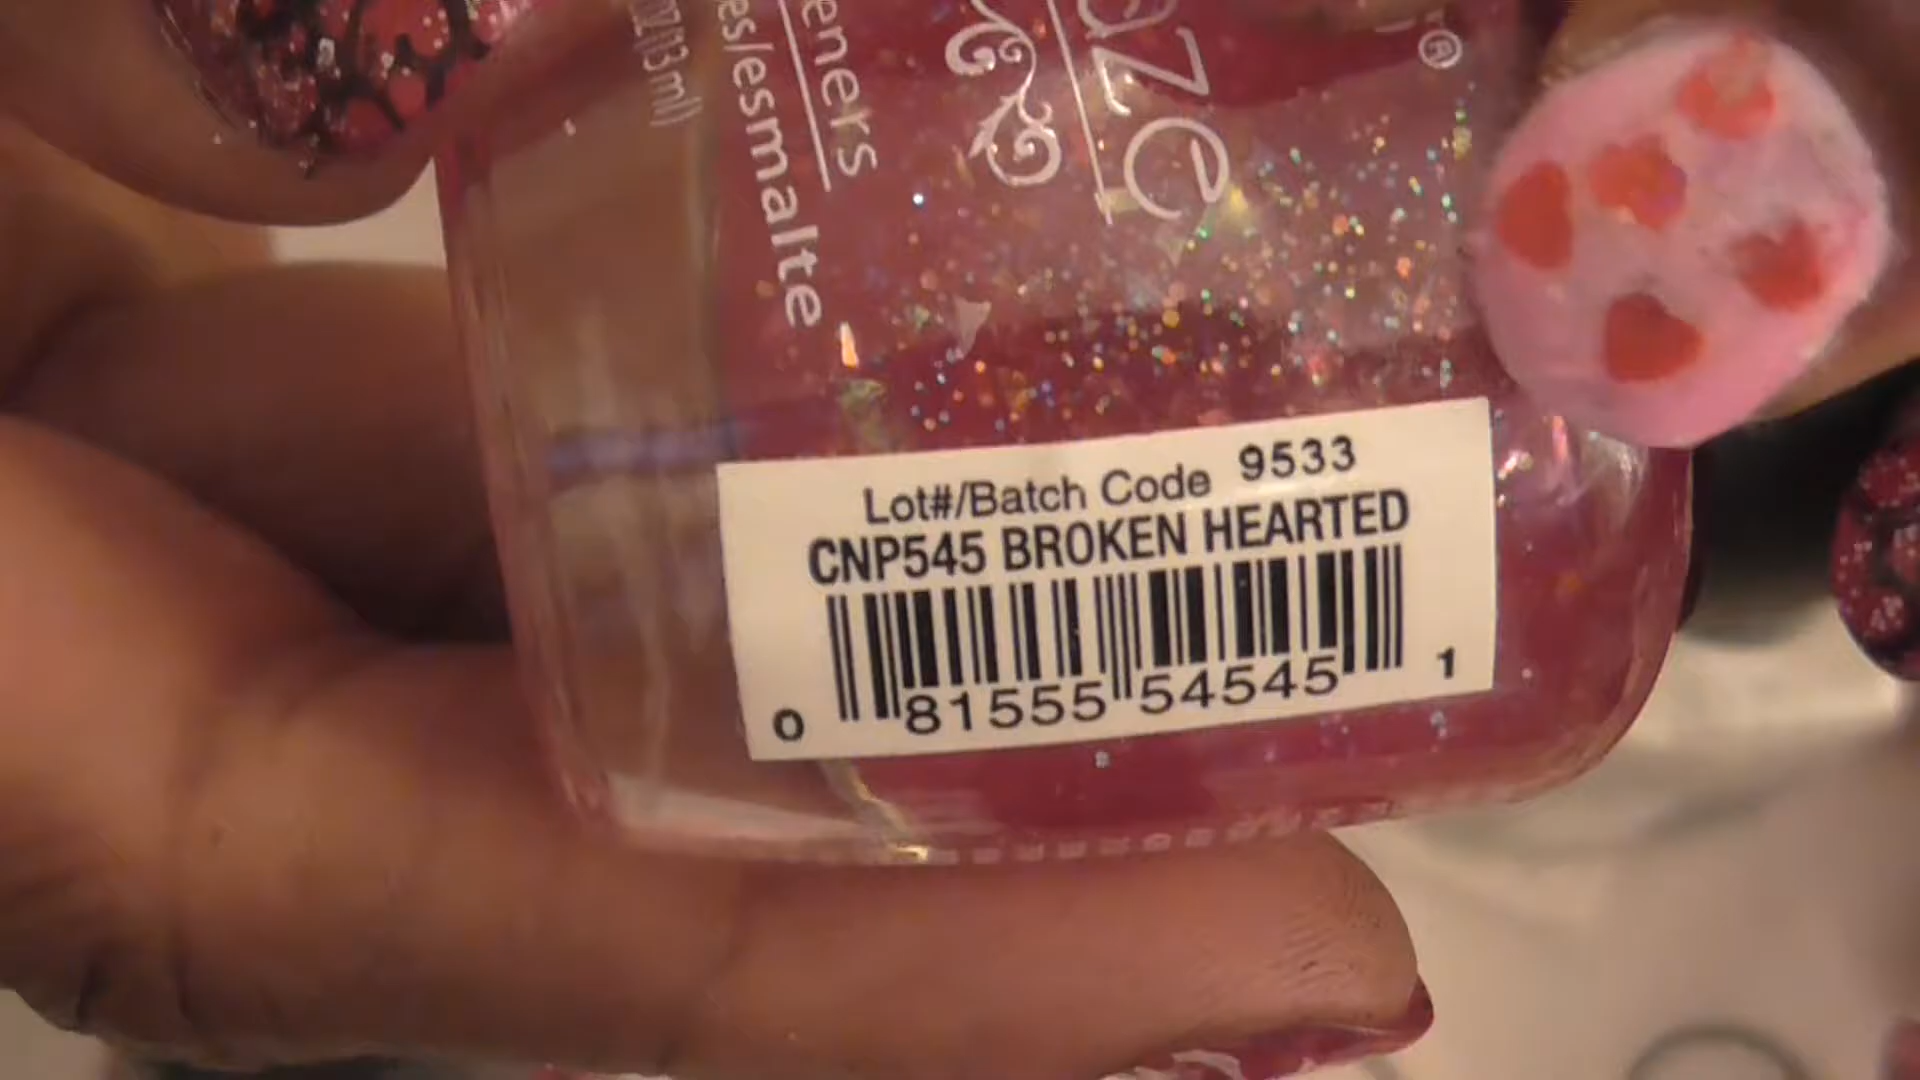 Lot#/Batch Code 9533
CNP545 BROKEN HEARTED
0 81555 54545 1
eners
es/esmalte
aze
®